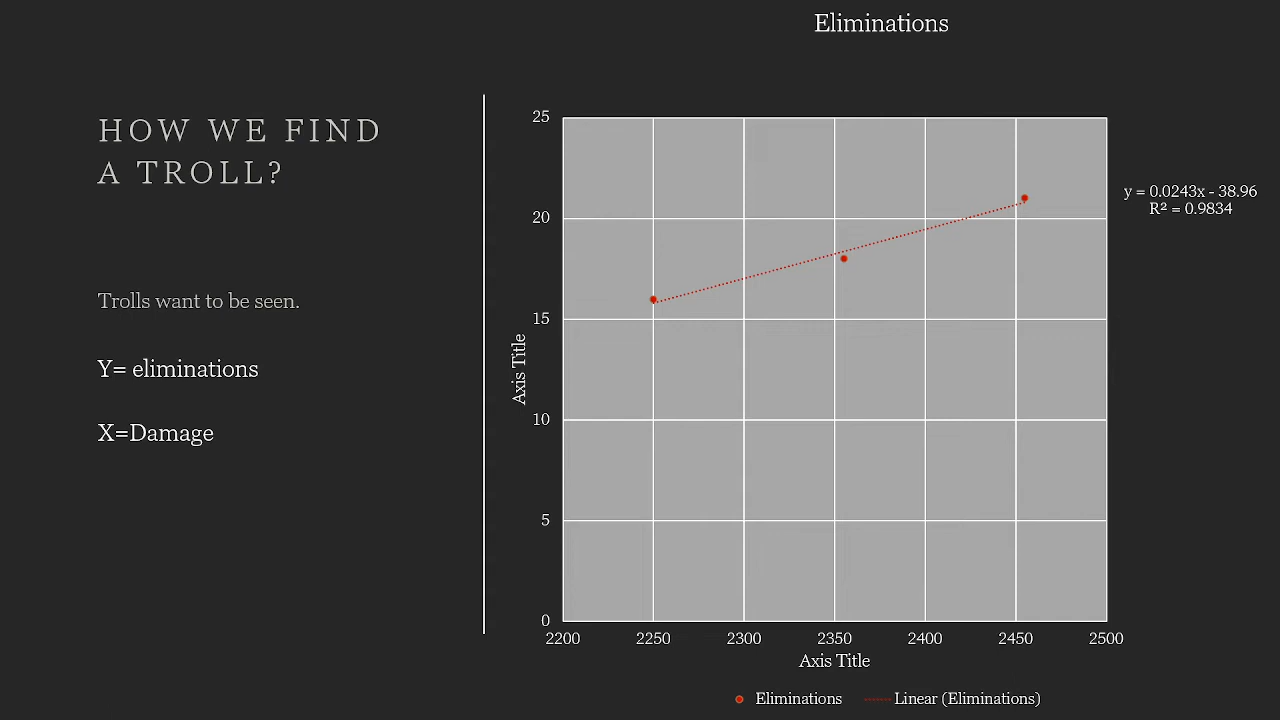 Eliminations
HOW WE FIND
A TROLL?
Trolls want to be seen.
Y= eliminations
X=Damage
25
20
15
10
5
0
Axis Title
2200 2250 2300 2350 2400 2450 2500
Axis Title
y = 0.0243x - 38.96
R² = 0.9834
Eliminations Linear (Eliminations)